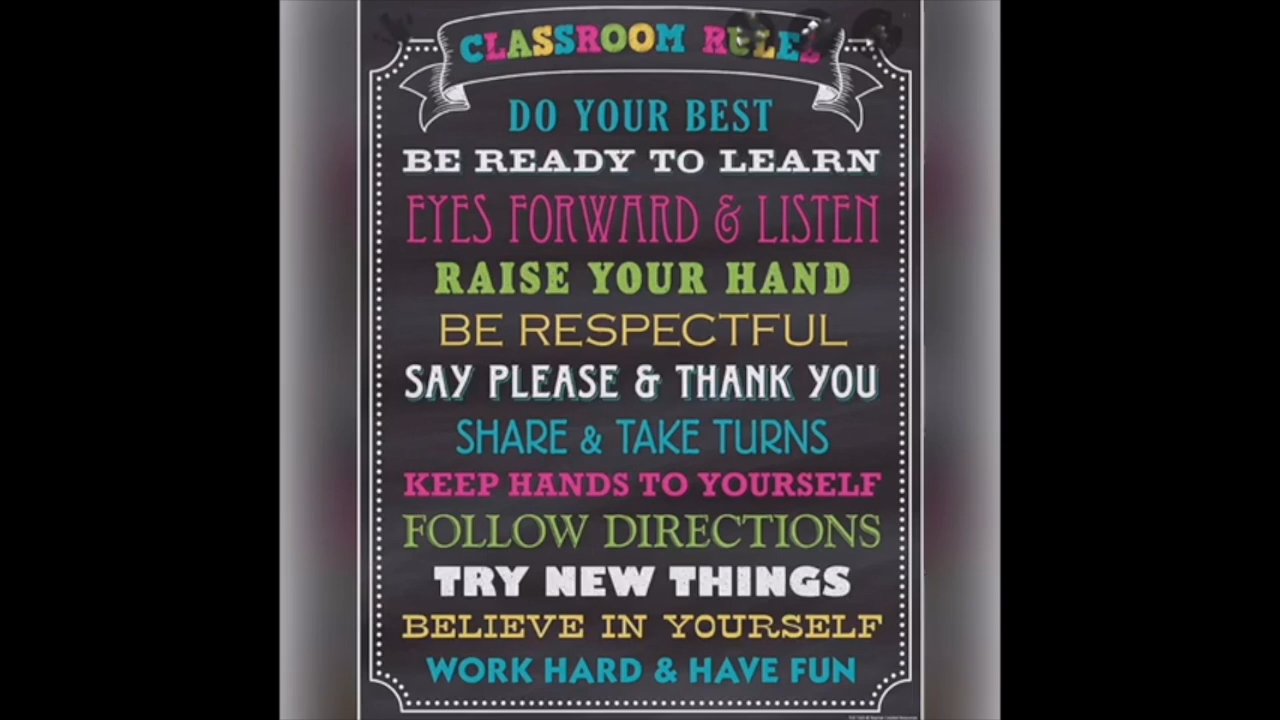 CLASSROOM RULES
DO YOUR BEST
BE READY TO LEARN
EYES FORWARD & LISTEN
RAISE YOUR HAND
BE RESPECTFUL
SAY PLEASE & THANK YOU
SHARE & TAKE TURNS
KEEP HANDS TO YOURSELF
FOLLOW DIRECTIONS
TRY NEW THINGS
BELIEVE IN YOURSELF
WORK HARD & HAVE FUN